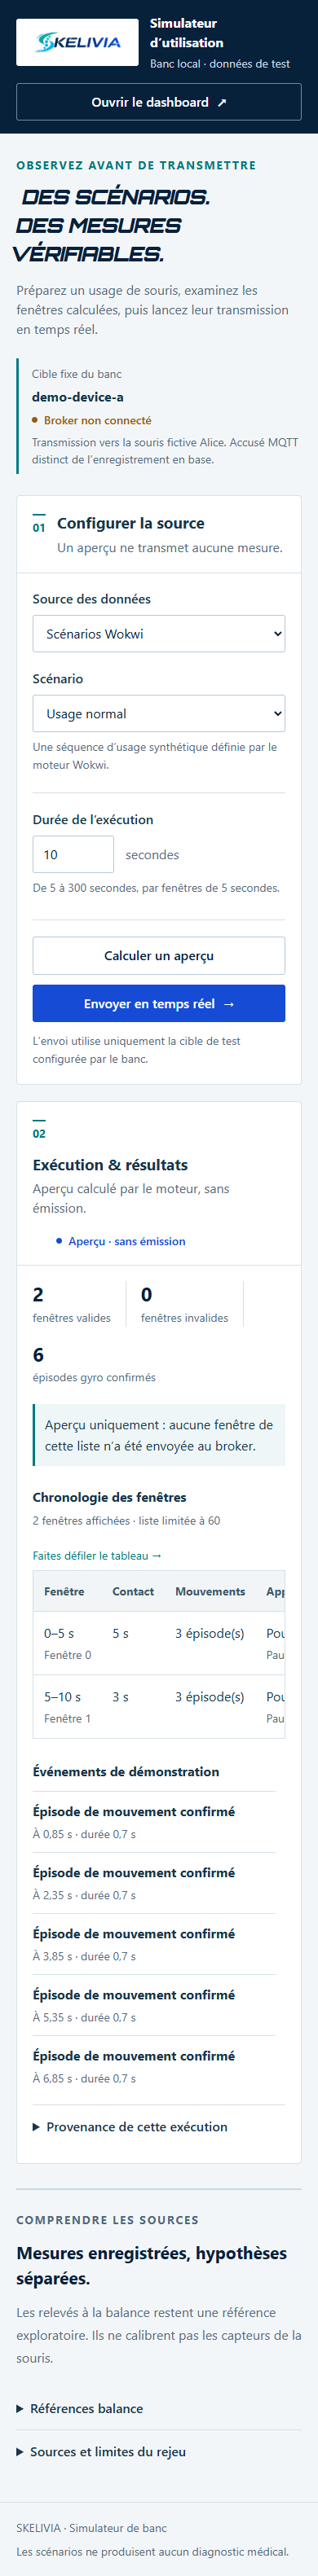 SKELIVIA
Simulateur
d'utilisation
Banc local · données de test
Ouvrir le dashboard ↗
OBSERVEZ AVANT DE TRANSMETTRE
DES SCÉNARIOS.
DES MESURES
VÉRIFIABLES.
Préparez un usage de souris, examinez les
fenêtres calculées, puis lancez leur transmission
en temps réel.
Cible fixe du banc
demo-device-a
Broker non connecté
Transmission vers la souris fictive Alice. Accusé MQTT
distinct de l'enregistrement en base.
01 Configurer la source
Un aperçu ne transmet aucune mesure.
Source des données
Scénarios Wokwi
Scénario
Usage normal
Une séquence d'usage synthétique définie par le
moteur Wokwi.
Durée de l'exécution
10 secondes
De 5 à 300 secondes, par fenêtres de 5 secondes.
Calculer un aperçu
Envoyer en temps réel →
L'envoi utilise uniquement la cible de test
configurée par le banc.
02
Exécution & résultats
Aperçu calculé par le moteur, sans
émission.
Aperçu · sans émission
2 0
fenêtres valides fenêtres invalides
6
épisodes gyro confirmés
Aperçu uniquement : aucune fenêtre de
cette liste n'a été envoyée au broker.
Chronologie des fenêtres
2 fenêtres affichées · liste limitée à 60
Faites défiler le tableau →
Fenêtre Contact Mouvements App
0–5 s 5 s 3 épisode(s) Pou
Fenêtre 0 Pau
5–10 s 3 s 3 épisode(s) Pou
Fenêtre 1 Pau
Événements de démonstration
Épisode de mouvement confirmé
À 0,85 s · durée 0,7 s
Épisode de mouvement confirmé
À 2,35 s · durée 0,7 s
Épisode de mouvement confirmé
À 3,85 s · durée 0,7 s
Épisode de mouvement confirmé
À 5,35 s · durée 0,7 s
Épisode de mouvement confirmé
À 6,85 s · durée 0,7 s
Provenance de cette exécution
COMPRENDRE LES SOURCES
Mesures enregistrées, hypothèses
séparées.
Les relevés à la balance restent une référence
exploratoire. Ils ne calibrent pas les capteurs de la
souris.
Références balance
Sources et limites du rejeu
SKELIVIA · Simulateur de banc
Les scénarios ne produisent aucun diagnostic médical.